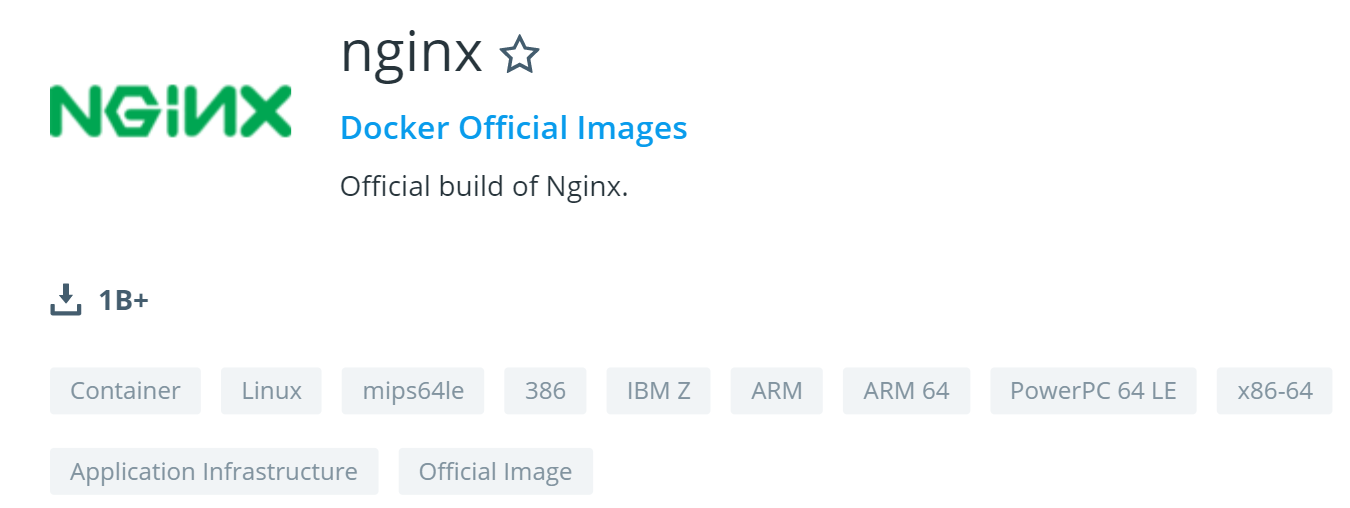 NGINX
nginx
Docker Official Images
Official build of Nginx.
1B+
Container Linux mips64le 386 IBM Z ARM ARM 64 PowerPC 64 LE x86-64
Application Infrastructure Official Image